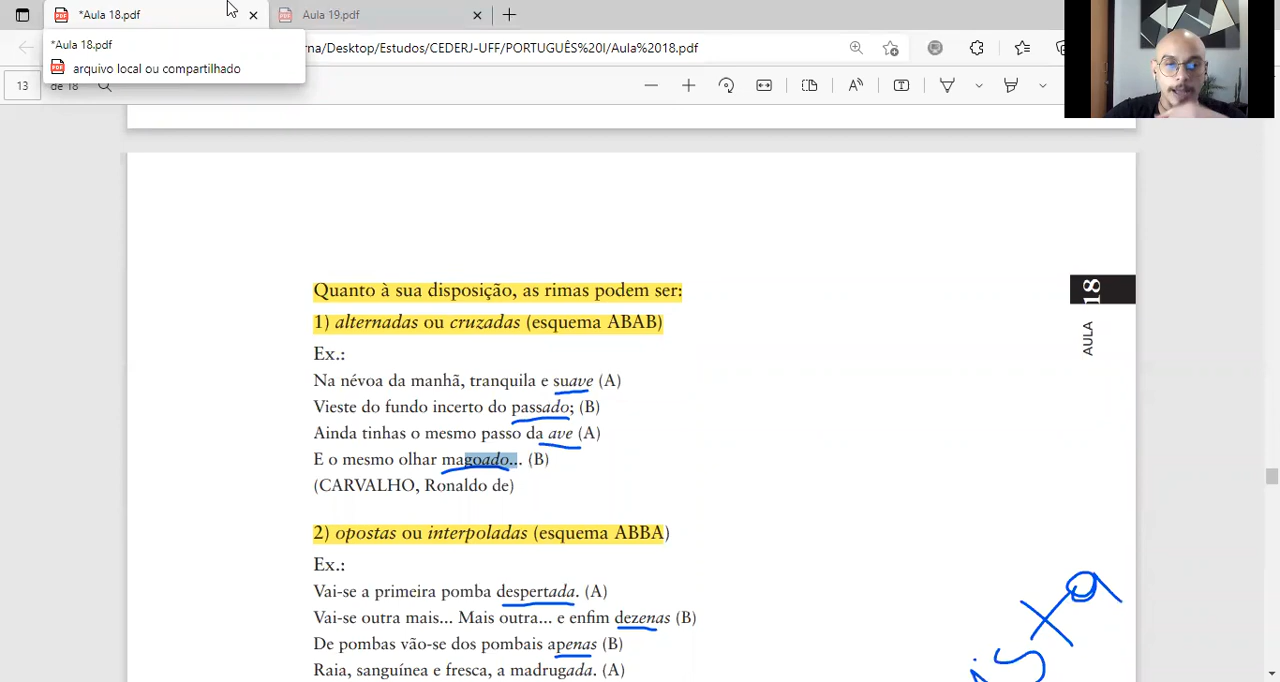 *Aula 18.pdf
Aula 19.pdf
*Aula 18.pdf
arquivo local ou compartilhado
rna/Desktop/Estudos/CEDERJ-UFF/PORTUGUÊS%20I/Aula%2018.pdf
13
de 18
Quanto à sua disposição, as rimas podem ser:
1) alternadas ou cruzadas (esquema ABAB)
Ex.:
Na névoa da manhã, tranquila e suave (A)
Vieste do fundo incerto do passado; (B)
Ainda tinhas o mesmo passo da ave (A)
E o mesmo olhar magoado... (B)
(CARVALHO, Ronaldo de)
2) opostas ou interpoladas (esquema ABBA)
Ex.:
Vai-se a primeira pomba despertada. (A)
Vai-se outra mais... Mais outra... e enfim dezenas (B)
De pombas vão-se dos pombais apenas (B)
Raia, sanguínea e fresca, a madrugada. (A)
18
AULA